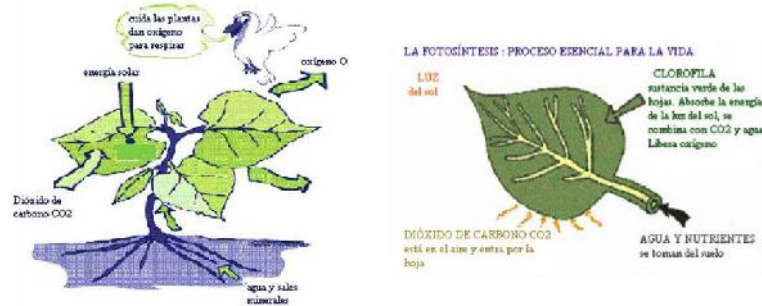 cuida las plantas
dan oxígeno
para respirar
oxígeno O
energía solar
Dióxido de
carbono CO2
agua y sales
minerales
LA FOTOSÍNTESIS : PROCESO ESENCIAL PARA LA VIDA
LUZ
del sol
CLOROFILA
sustancia verde de las
hojas. Absorbe la energía
de la luz del sol, se
combina con CO2 y agua
Libera oxígeno
DIÓXIDO DE CARBONO CO2
está en el aire y entra por la
hoja
AGUA Y NUTRIENTES
se toman del suelo